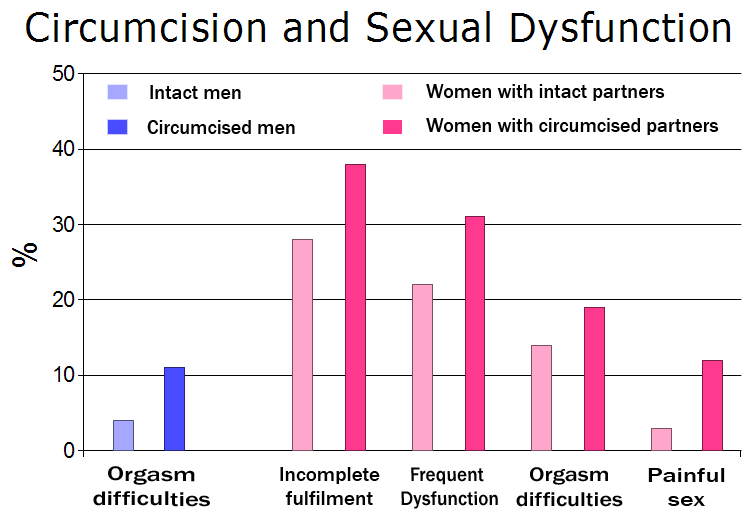 Circumcision and Sexual Dysfunction
50
40
30
20
10
0
%
Intact men
Circumcised men
Women with intact partners
Women with circumcised partners
Orgasm
difficulties
Incomplete
fulfilment
Frequent
Dysfunction
Orgasm
difficulties
Painful
sex